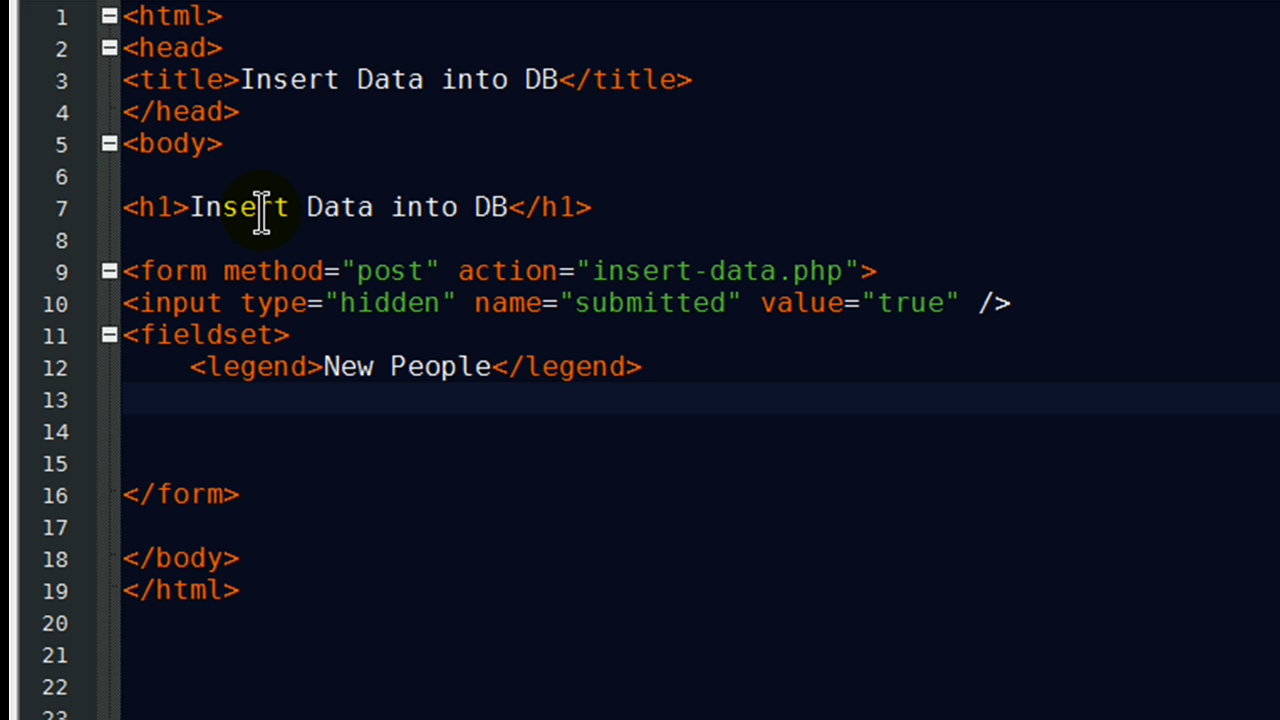 1 <html>
2 <head>
3 <title>Insert Data into DB</title>
4 </head>
5 <body>
6
7 <h1>Insert Data into DB</h1>
8
9 <form method="post" action="insert-data.php">
10 <input type="hidden" name="submitted" value="true" />
11 <fieldset>
12 <legend>New People</legend>
13
14
15
16 </form>
17
18 </body>
19 </html>
20
21
22
23